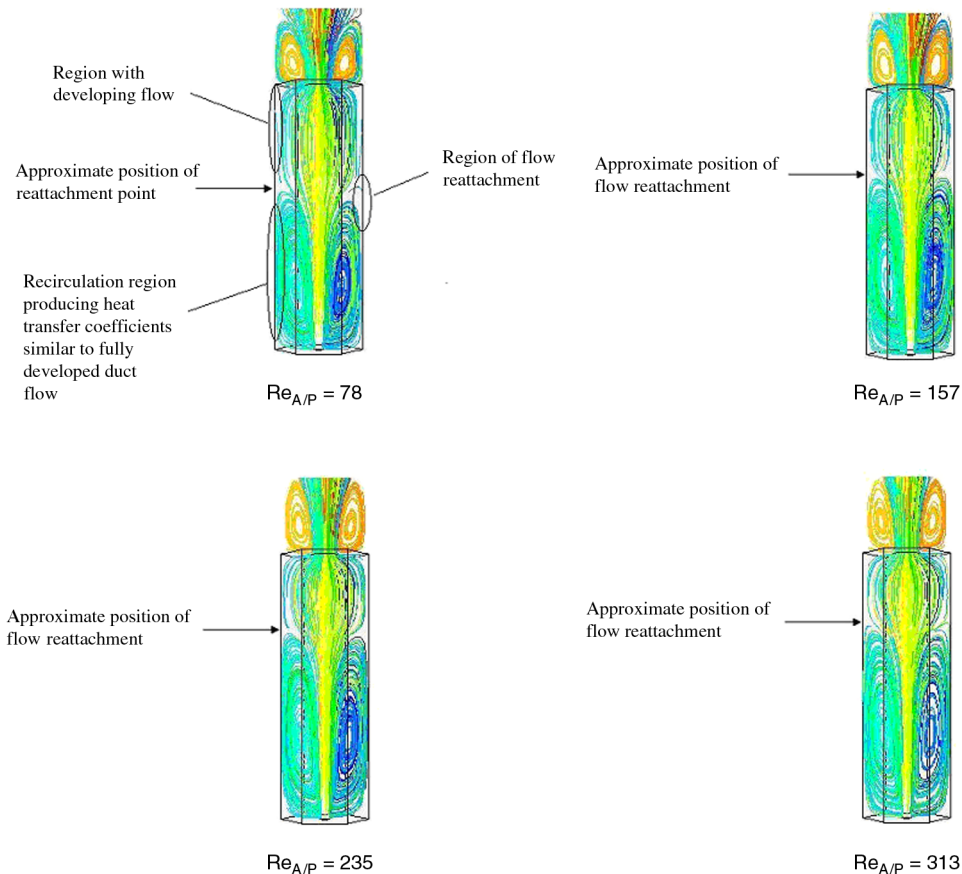 Region with
developing flow
Approximate position of
reattachment point
Region of flow
reattachment
Recirculation region
producing heat
transfer coefficients
similar to fully
developed duct
flow
Re_A/P = 78
Approximate position of
flow reattachment
Re_A/P = 157
Approximate position of
flow reattachment
Re_A/P = 235
Approximate position of
flow reattachment
Re_A/P = 313